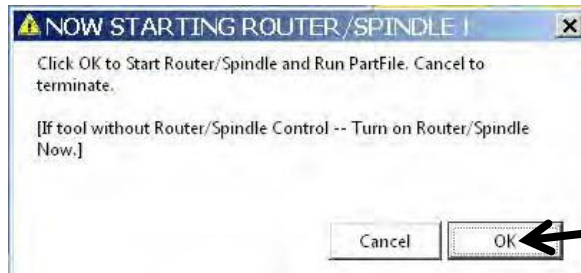 NOW STARTING ROUTER/SPINDLE !
Click OK to Start Router/Spindle and Run PartFile. Cancel to
terminate.
[If tool without Router/Spindle Control -- Turn on Router/Spindle
Now.]
Cancel
OK